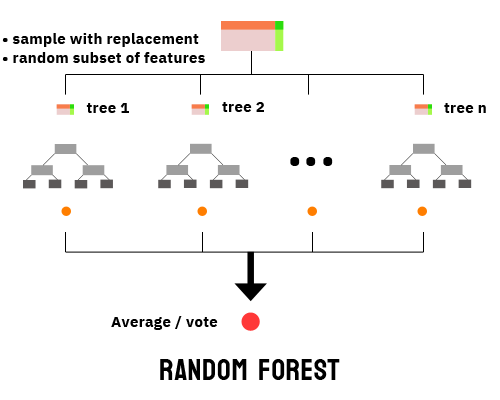 • sample with replacement
• random subset of features
tree 1
tree 2
tree n
Average / vote
RANDOM FOREST